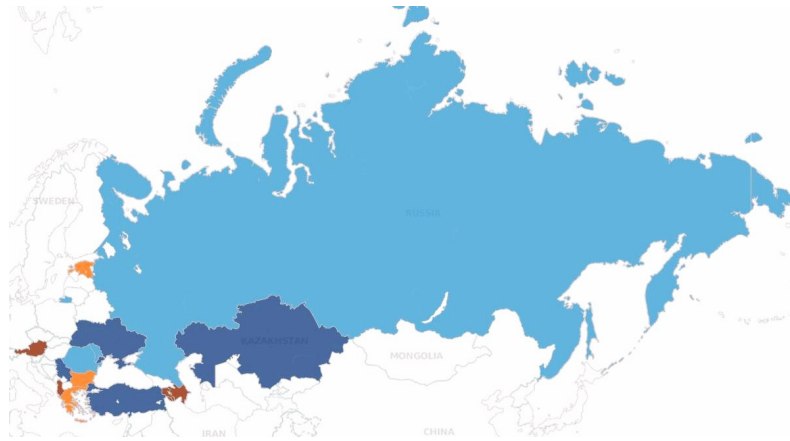 SWEDEN
RUSSIA
KAZAKHSTAN
MONGOLIA
IRAN
CHINA